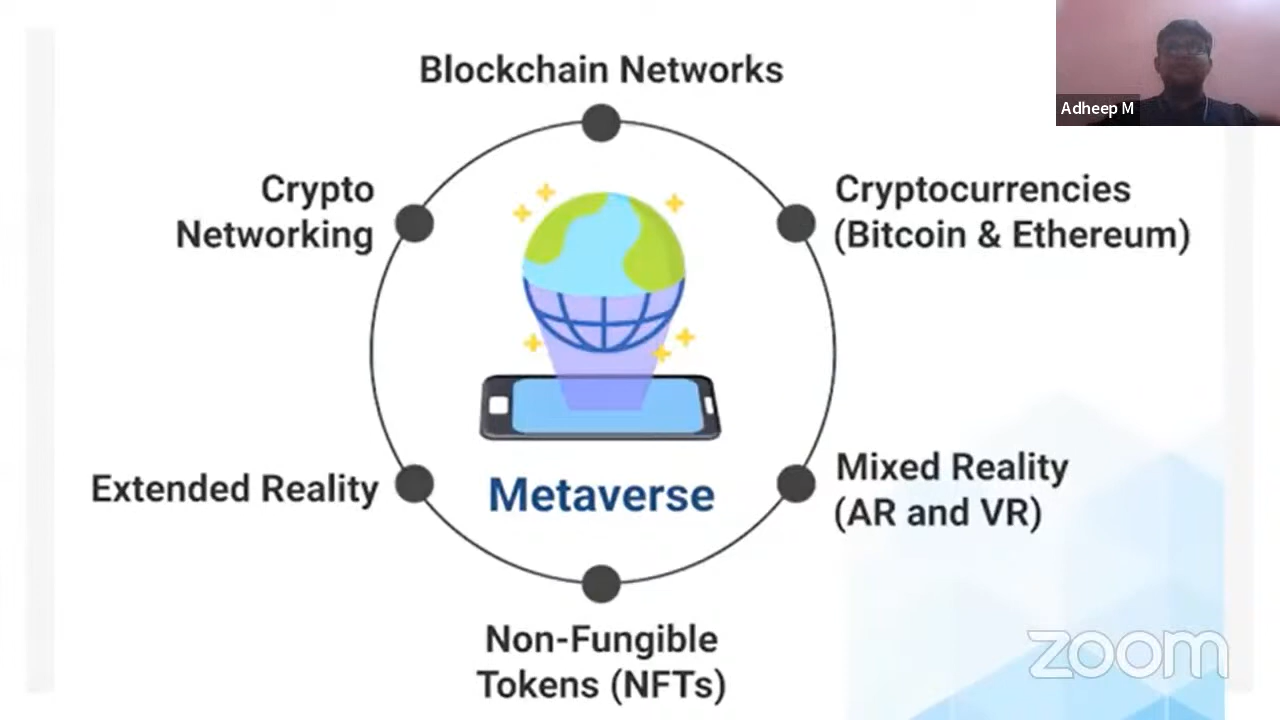 Blockchain Networks
Adheep M
Crypto
Networking
Cryptocurrencies
(Bitcoin & Ethereum)
Extended Reality
Metaverse
Mixed Reality
(AR and VR)
Non-Fungible
Tokens (NFTs)
zoom